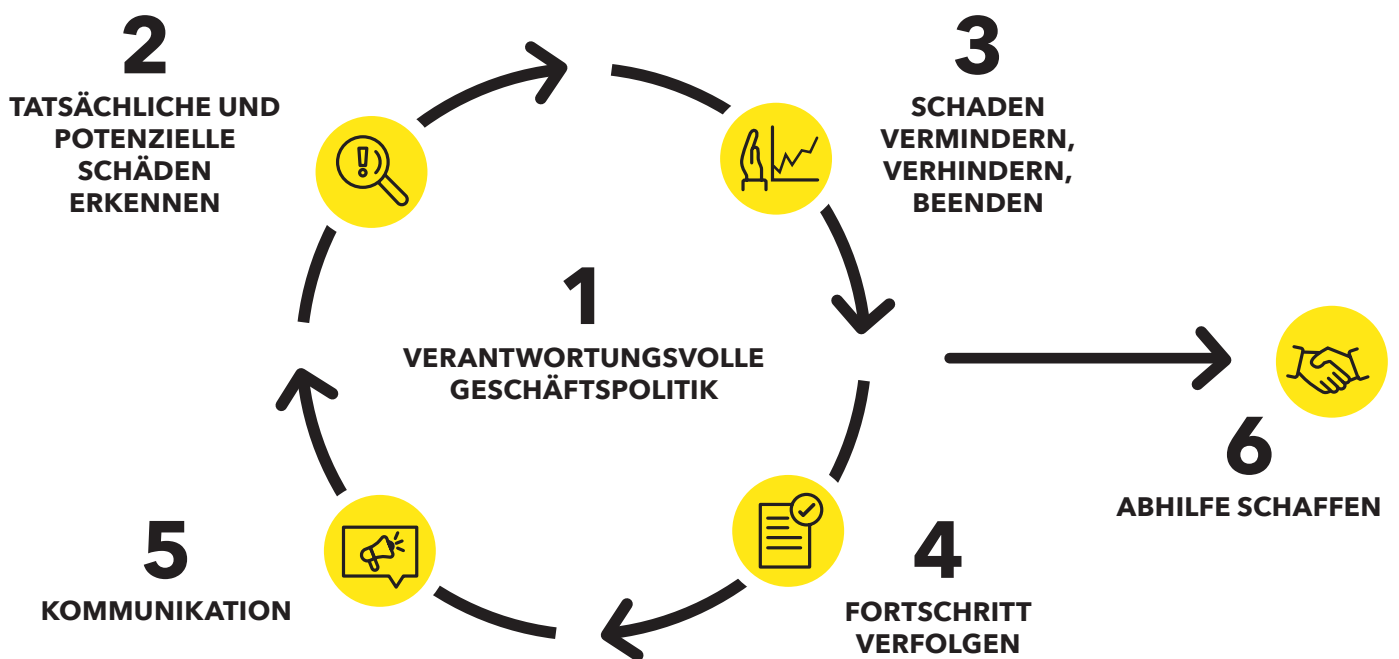 1
VERANTWORTUNGSVOLLE
GESCHÄFTSPOLITIK
2
TATSÄCHLICHE UND
POTENZIELLE
SCHÄDEN
ERKENNEN
3
SCHADEN
VERMINDERN,
VERHINDERN,
BEENDEN
4
FORTSCHRITT
VERFOLGEN
5
KOMMUNIKATION
6
ABHILFE SCHAFFEN